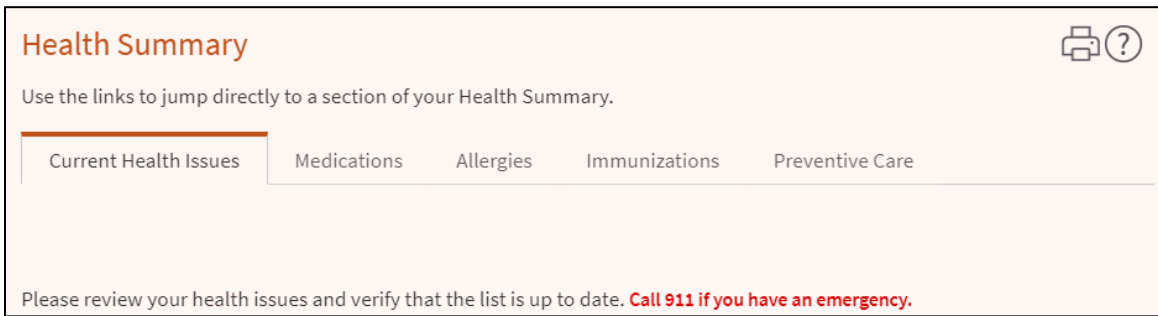 Health Summary
Use the links to jump directly to a section of your Health Summary.
Current Health Issues Medications Allergies Immunizations Preventive Care
Please review your health issues and verify that the list is up to date. Call 911 if you have an emergency.